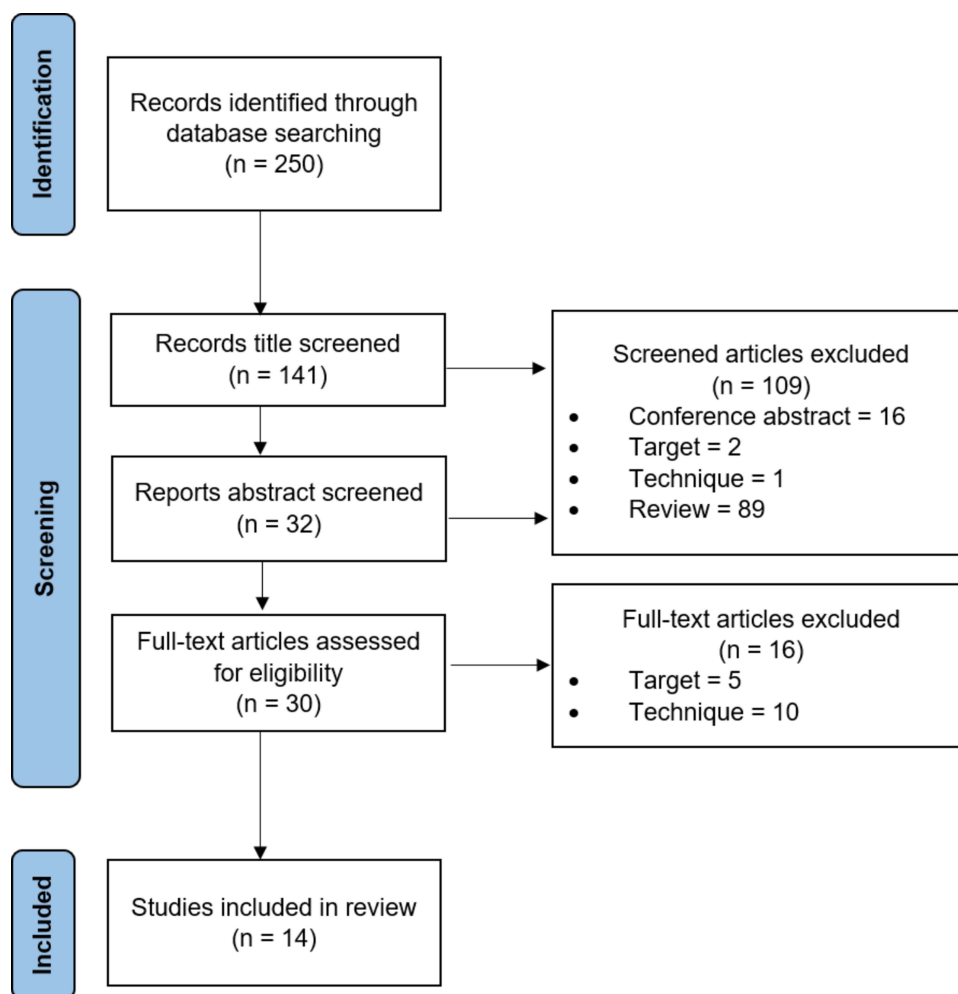 Identification
Records identified through
database searching
(n = 250)
Screening
Records title screened
(n = 141)
Screened articles excluded
(n = 109)
• Conference abstract = 16
• Target = 2
• Technique = 1
• Review = 89
Reports abstract screened
(n = 32)
Full-text articles assessed
for eligibility
(n = 30)
Full-text articles excluded
(n = 16)
• Target = 5
• Technique = 10
Included
Studies included in review
(n = 14)